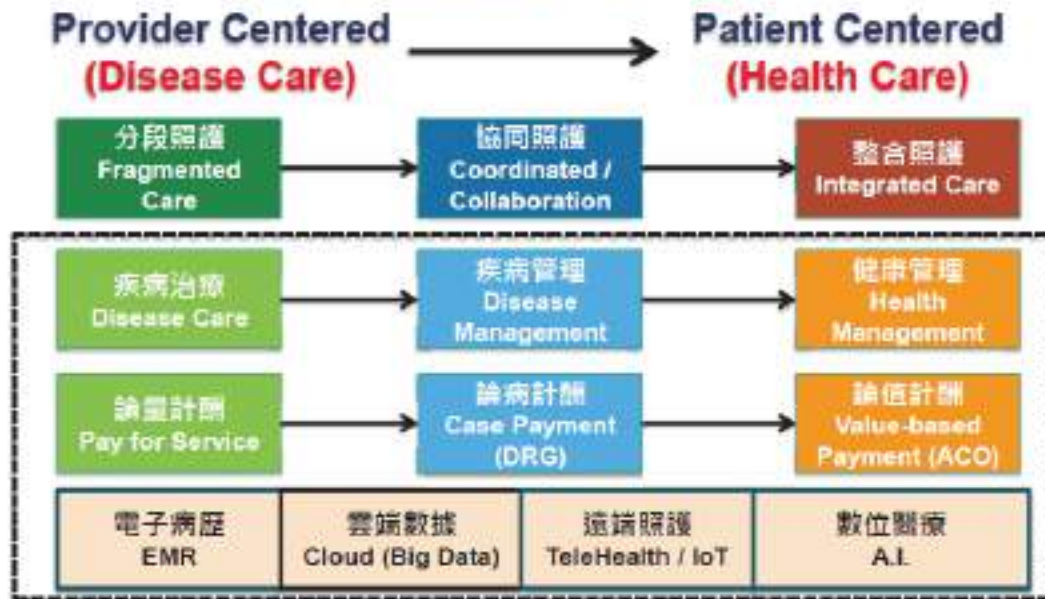 Provider Centered
(Disease Care)
Patient Centered
(Health Care)
分段照護
Fragmented
Care
協同照護
Coordinated /
Collaboration
整合照護
Integrated Care
疾病治療
Disease Care
疾病管理
Disease
Management
健康管理
Health
Management
論量計酬
Pay for Service
論病計酬
Case Payment
(DRG)
論值計酬
Value-based
Payment (ACO)
電子病歷
EMR
雲端數據
Cloud (Big Data)
遠端照護
TeleHealth / IoT
數位醫療
A.I.